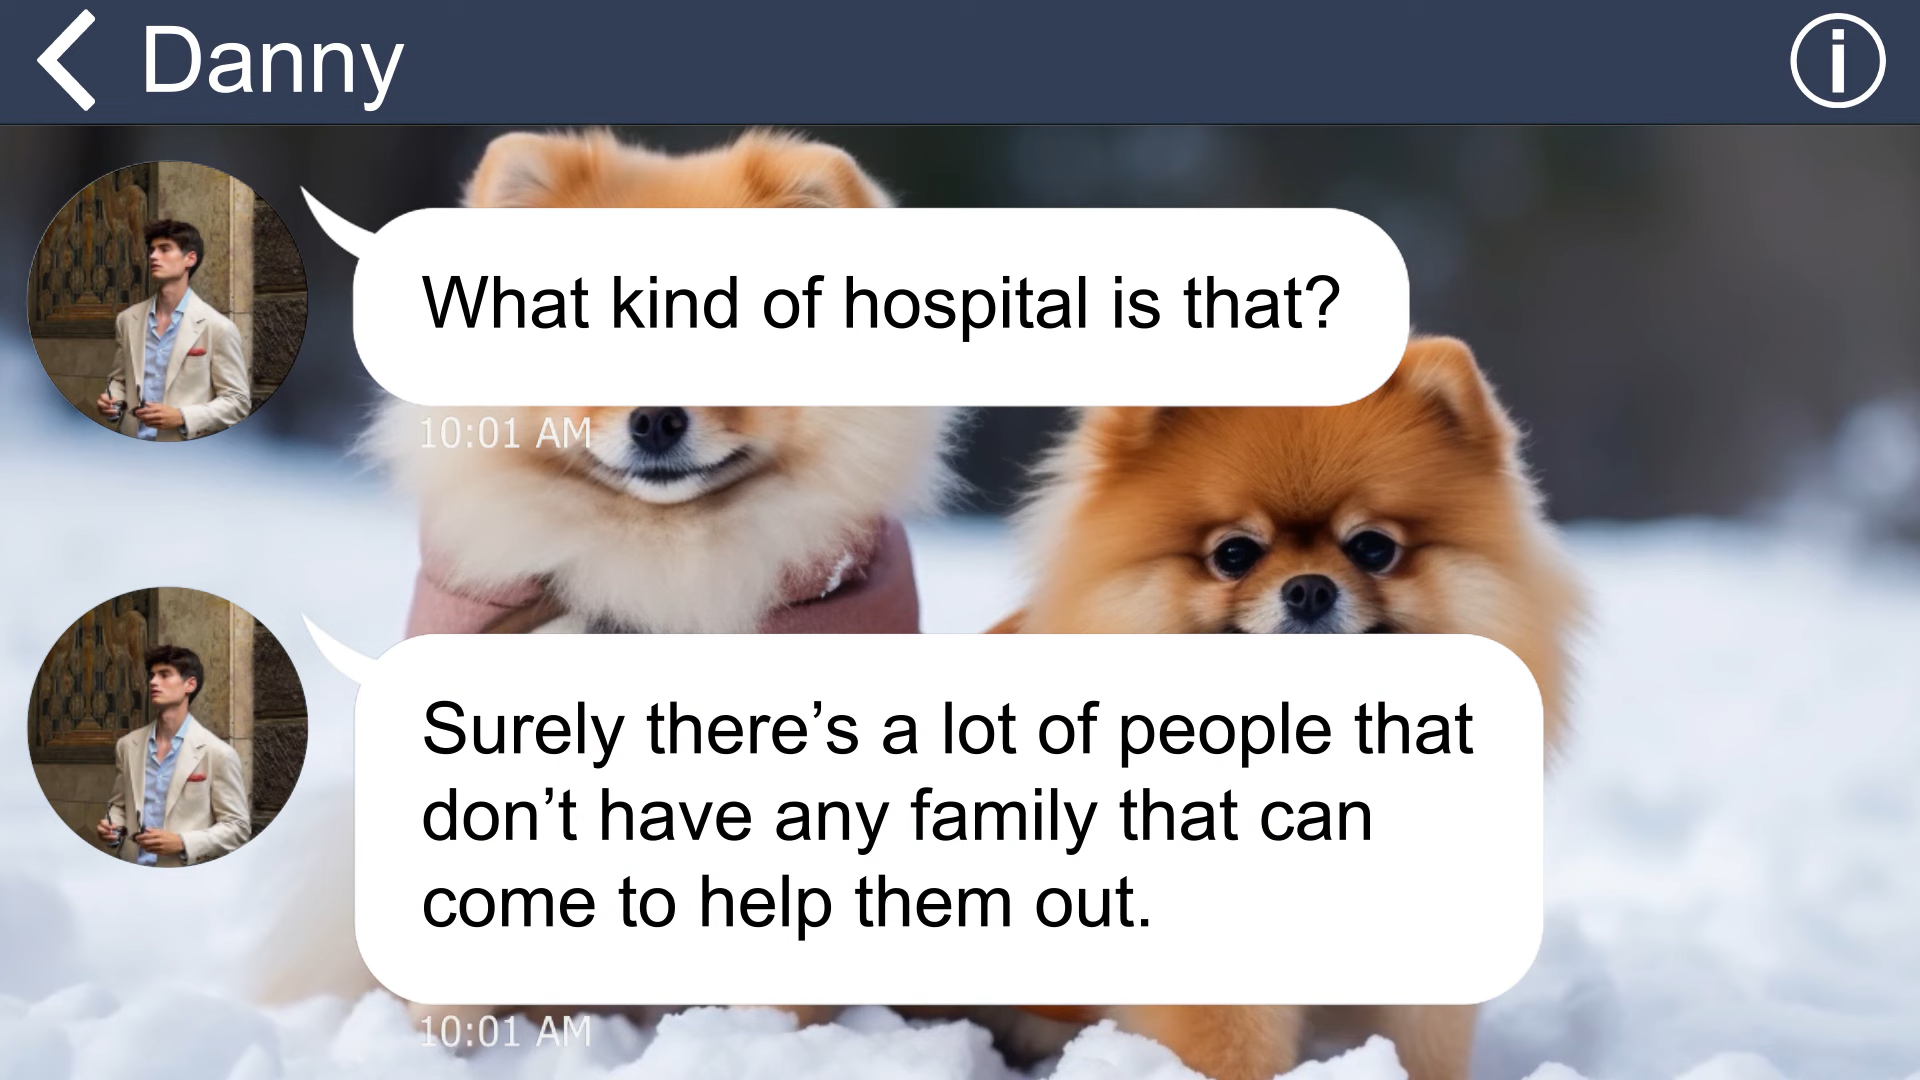 Danny
What kind of hospital is that?
10:01 AM
Surely there’s a lot of people that
don’t have any family that can
come to help them out.
10:01 AM